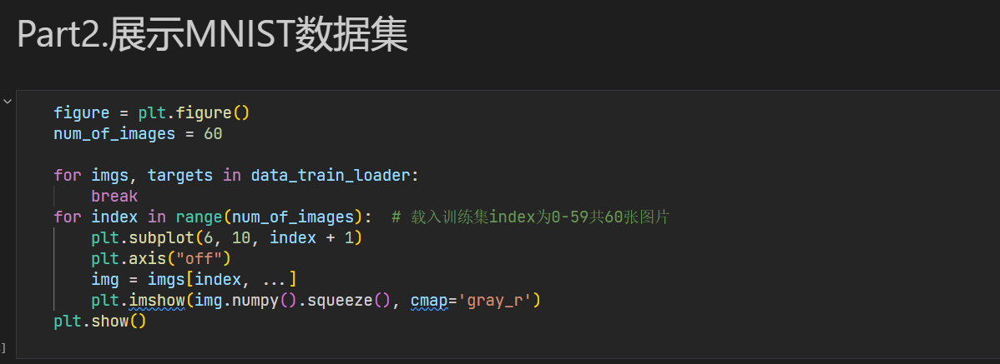 Part2.展示MNIST数据集
figure = plt.figure()
num_of_images = 60
for imgs, targets in data_train_loader:
    break
for index in range(num_of_images):  # 载入训练集index为0-59共60张图片
    plt.subplot(6, 10, index + 1)
    plt.axis("off")
    img = imgs[index, ...]
    plt.imshow(img.numpy().squeeze(), cmap='gray_r')
plt.show()
]